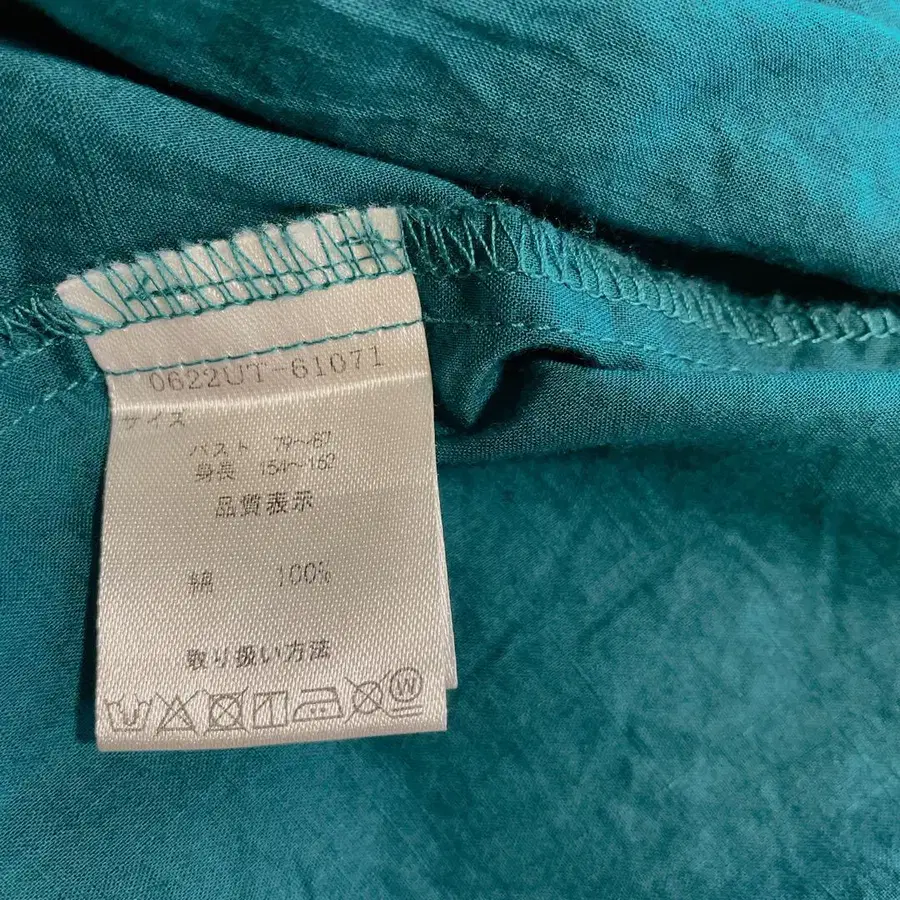 0622UT-61071
サイズ
バスト 79～87
身長 154～162
品質表示
綿 100%
取り扱い方法
W